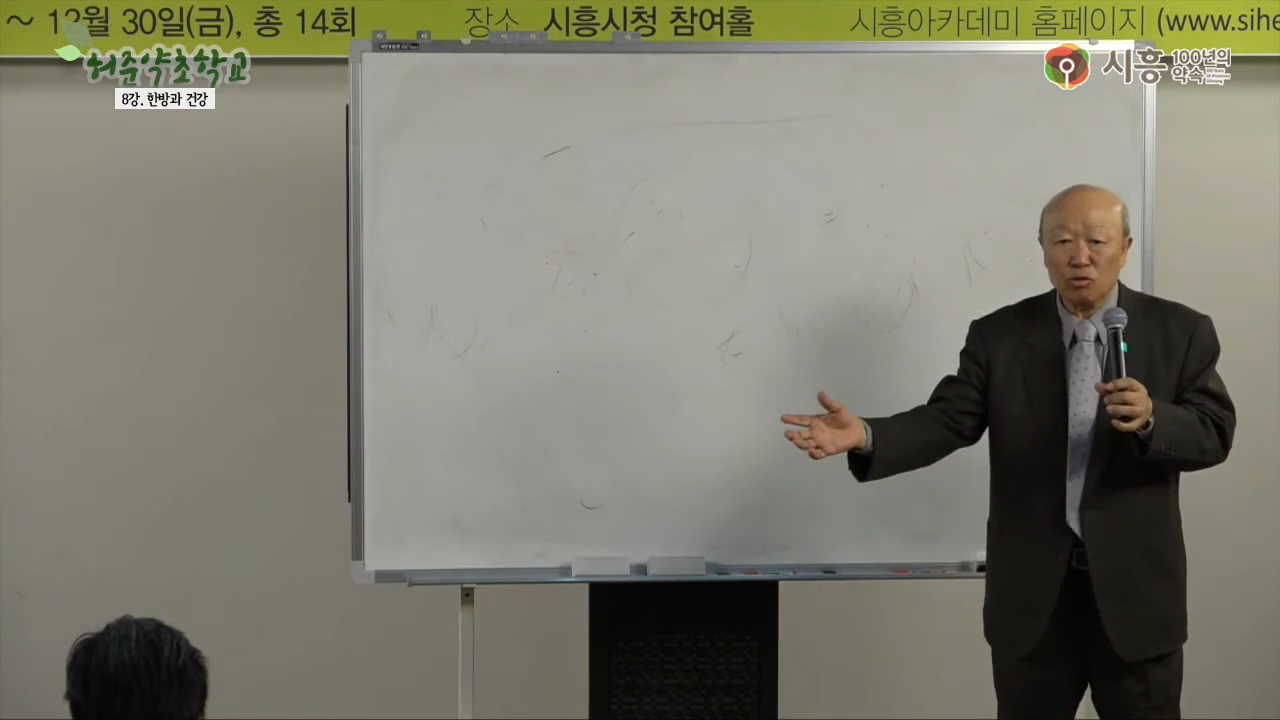 ~ 12월 30일(금), 총 14회
장소 시흥시청 참여홀
시흥아카데미 홈페이지 (www.sihe
허준약초학교
8강. 한방과 건강
시흥 100년의
약속